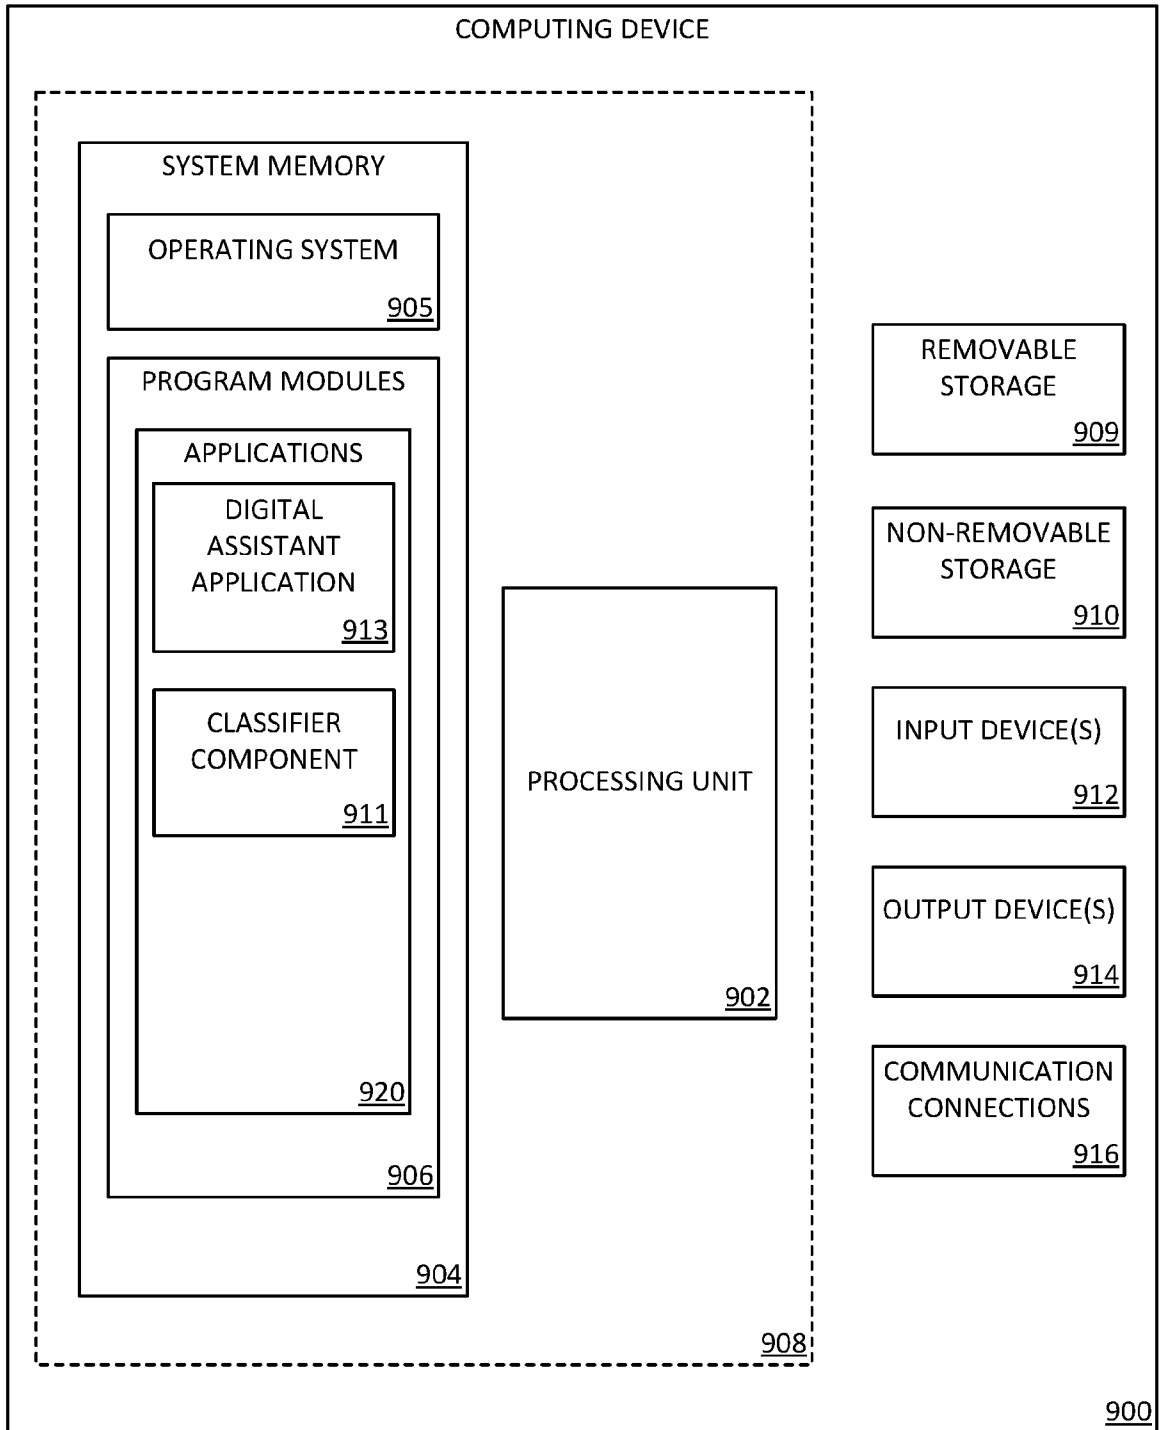 COMPUTING DEVICE
SYSTEM MEMORY
OPERATING SYSTEM
905
PROGRAM MODULES
APPLICATIONS
DIGITAL
ASSISTANT
APPLICATION
913
CLASSIFIER
COMPONENT
911
920
906
904
PROCESSING UNIT
902
908
REMOVABLE
STORAGE
909
NON-REMOVABLE
STORAGE
910
INPUT DEVICE(S)
912
OUTPUT DEVICE(S)
914
COMMUNICATION
CONNECTIONS
916
900